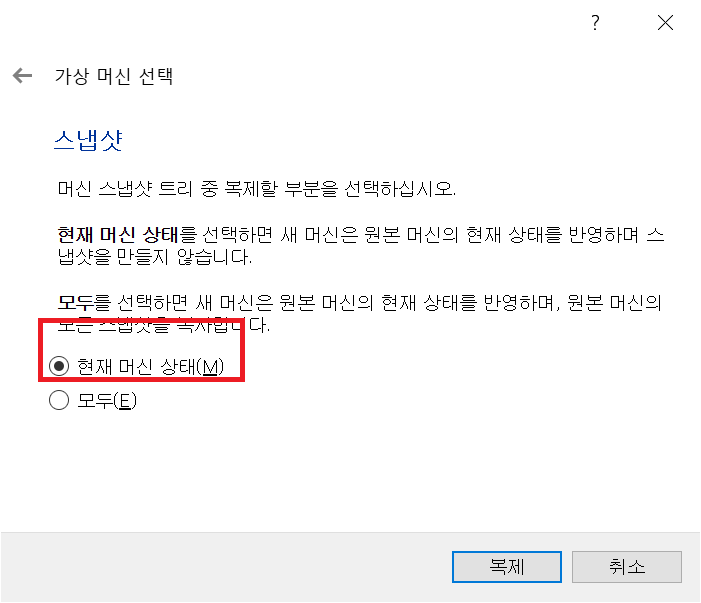 ?
가상 머신 선택
스냅샷
머신 스냅샷 트리 중 복제할 부분을 선택하십시오.
현재 머신 상태를 선택하면 새 머신은 원본 머신의 현재 상태를 반영하며 스
냅샷을 만들지 않습니다.
모두를 선택하면 새 머신은 원본 머신의 현재 상태를 반영하며, 원본 머신의
모든 스냅샷을 복사합니다.
현재 머신 상태(M)
모두(E)
복제 취소